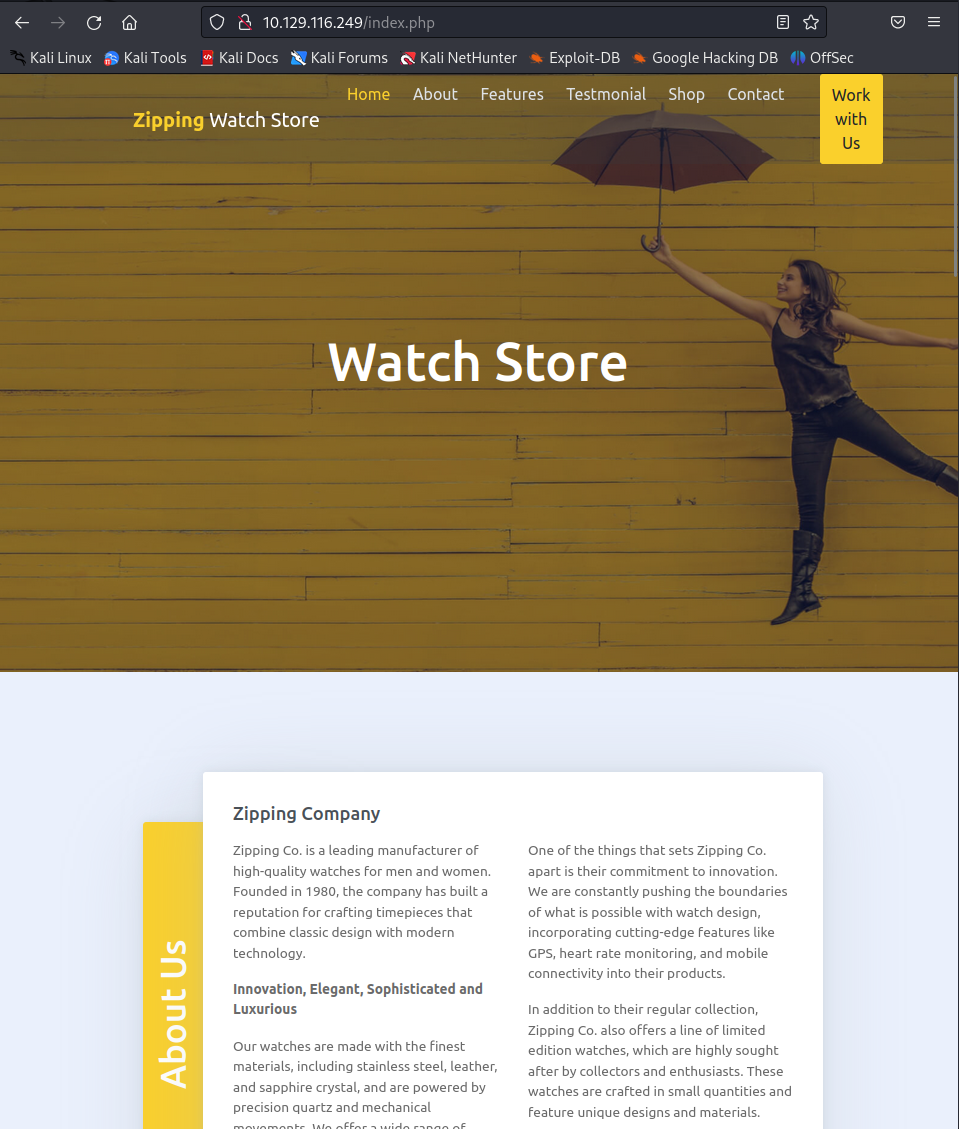 10.129.116.249/index.php
Kali Linux Kali Tools Kali Docs Kali Forums Kali NetHunter Exploit-DB Google Hacking DB OffSec
Zipping Watch Store
Home About Features Testmonial Shop Contact
Work
with
Us
Watch Store
About Us
Zipping Company
Zipping Co. is a leading manufacturer of
high-quality watches for men and women.
Founded in 1980, the company has built a
reputation for crafting timepieces that
combine classic design with modern
technology.
Innovation, Elegant, Sophisticated and
Luxurious
Our watches are made with the finest
materials, including stainless steel, leather,
and sapphire crystal, and are powered by
precision quartz and mechanical
movements. We offer a wide range of
One of the things that sets Zipping Co.
apart is their commitment to innovation.
We are constantly pushing the boundaries
of what is possible with watch design,
incorporating cutting-edge features like
GPS, heart rate monitoring, and mobile
connectivity into their products.
In addition to their regular collection,
Zipping Co. also offers a line of limited
edition watches, which are highly sought
after by collectors and enthusiasts. These
watches are crafted in small quantities and
feature unique designs and materials.